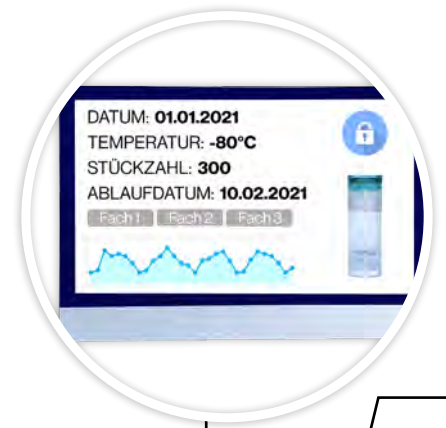 DATUM: 01.01.2021
TEMPERATUR: -80°C
STÜCKZAHL: 300
ABLAUFDATUM: 10.02.2021
Fach 1 Fach 2 Fach 3